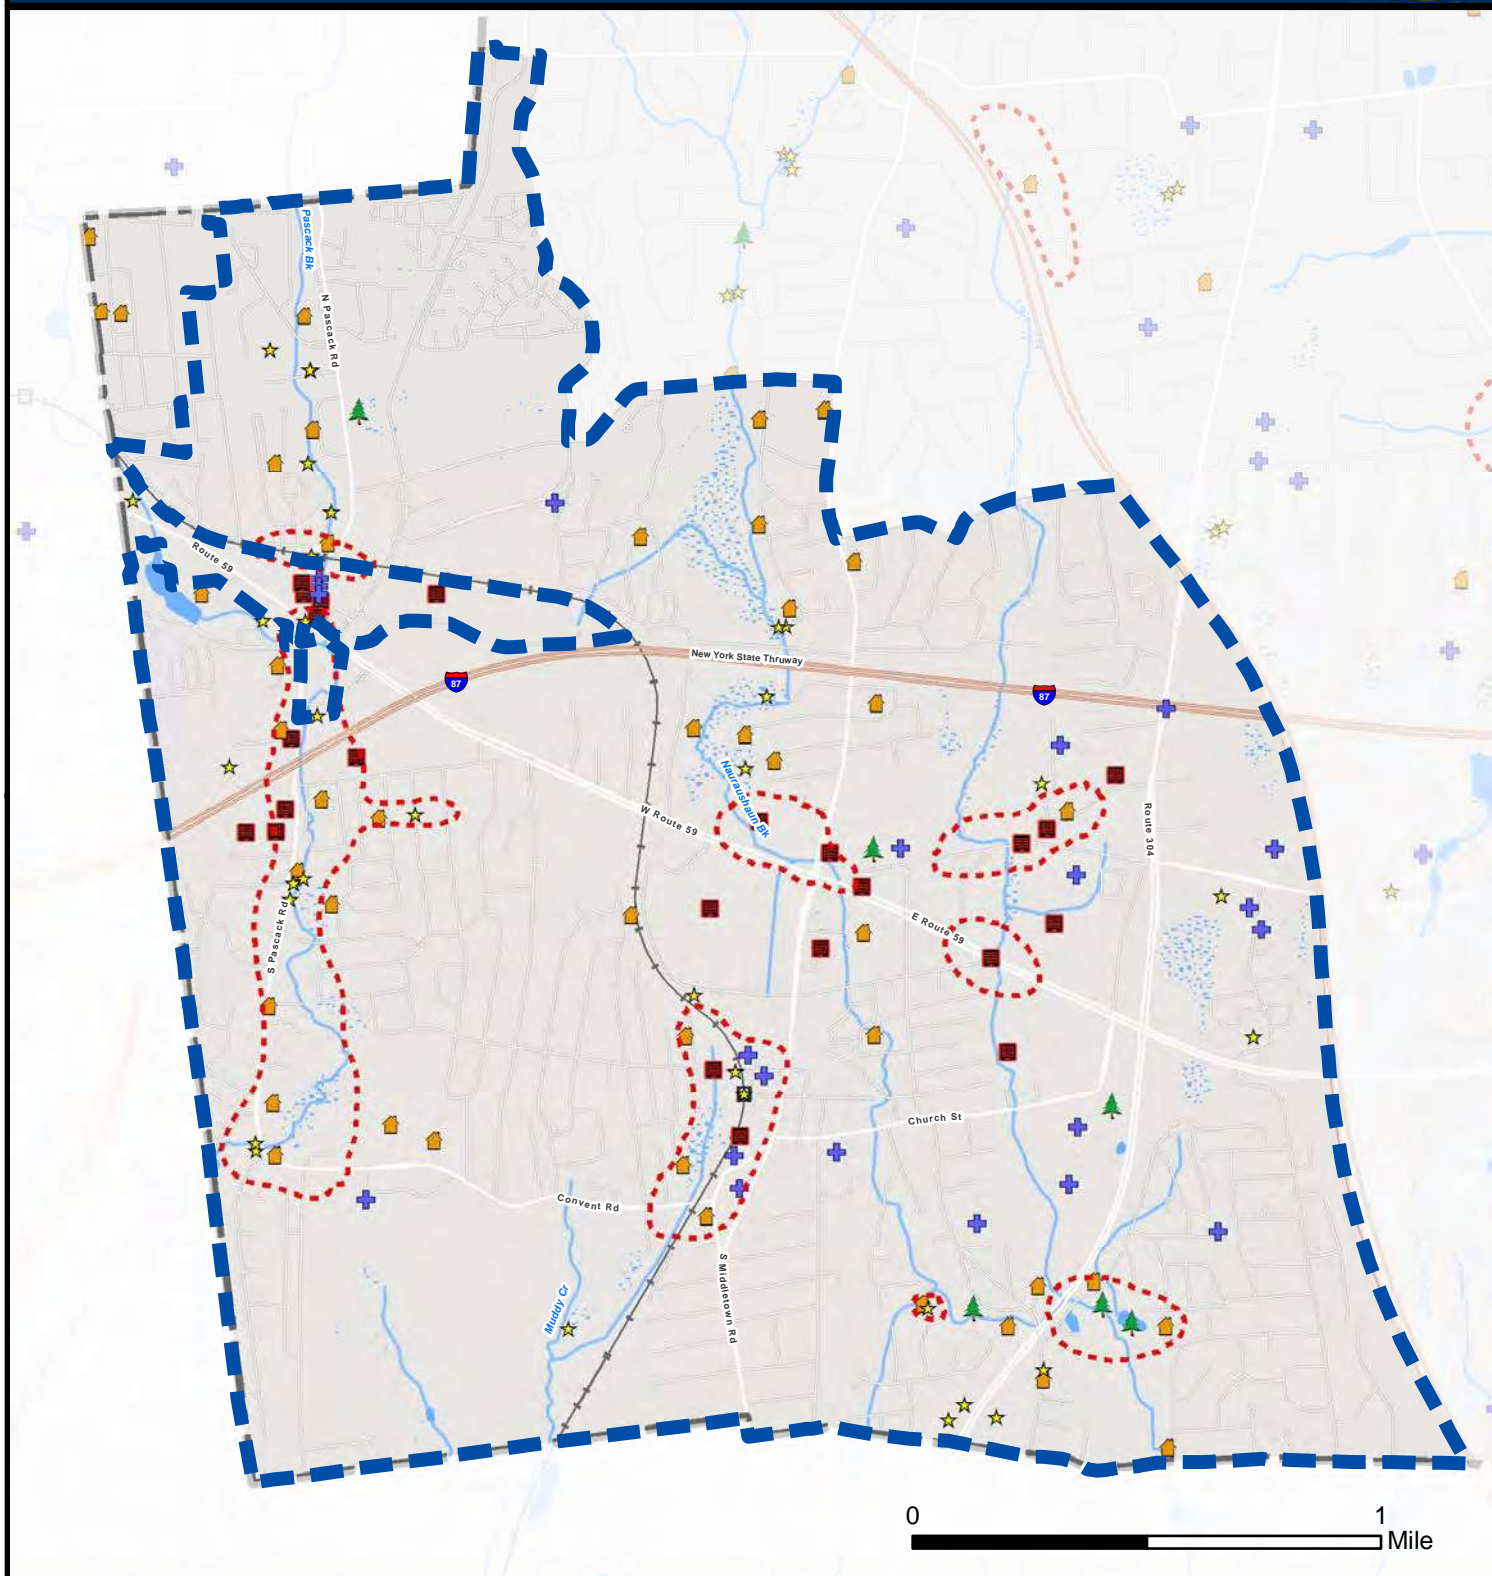 Pascack Bk
N Pascack Rd
Route 59
New York State Thruway
87
87
Nauraushaun Bk
W Route 59
Route 304
E Route 59
S Pascack Rd
Church St
Convent Rd
S Middletown Rd
Muddy Cr
0 1
Mile